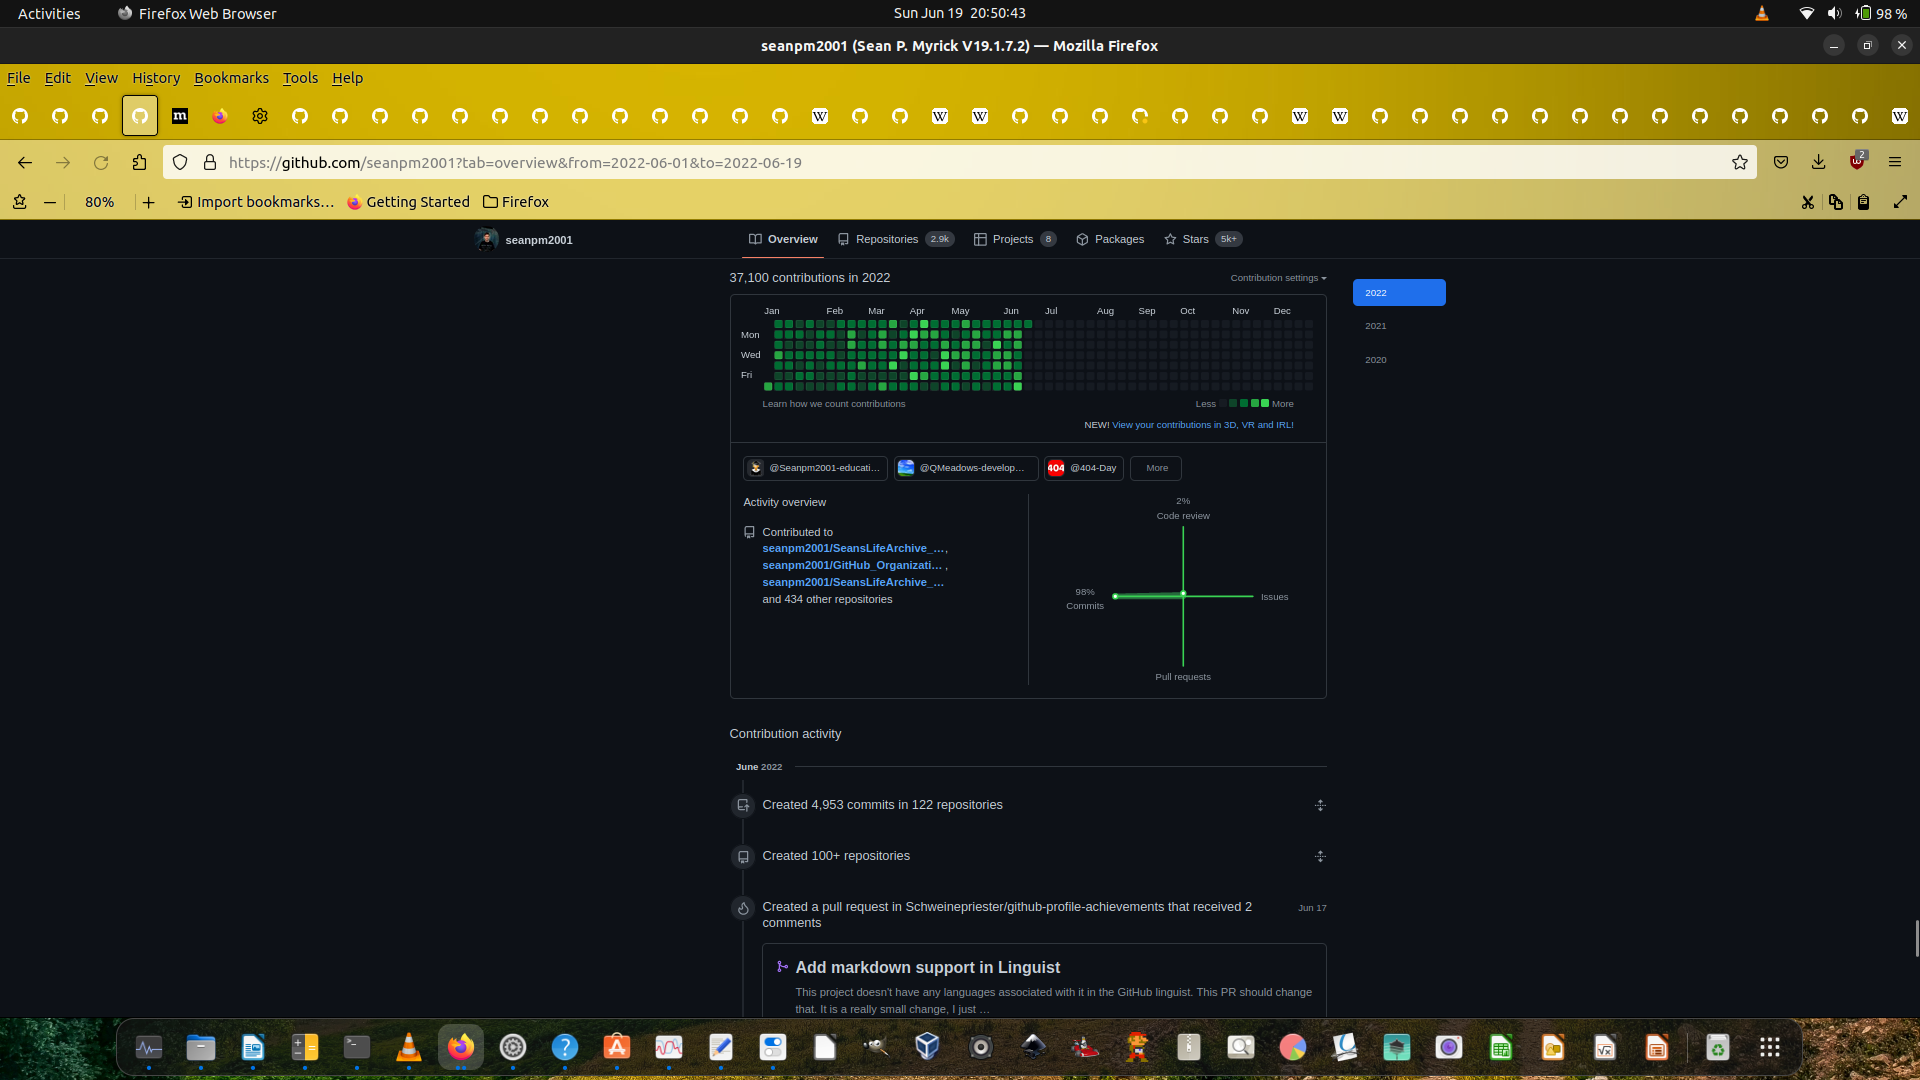 Activities Firefox Web Browser Sun Jun 19 20:50:43 98 %
seanpm2001 (Sean P. Myrick V19.1.7.2) — Mozilla Firefox
File Edit View History Bookmarks Tools Help
https://github.com/seanpm2001?tab=overview&from=2022-06-01&to=2022-06-19 2
80% Import bookmarks… Getting Started Firefox
seanpm2001 Overview Repositories 2.9k Projects 8 Packages Stars 5k+
37,100 contributions in 2022 Contribution settings
2022
2021
2020
Jan Feb Mar Apr May Jun Jul Aug Sep Oct Nov Dec
Mon
Wed
Fri
Learn how we count contributions Less More
NEW! View your contributions in 3D, VR and IRL!
@Seanpm2001-educati… @QMeadows-develop… 404 @404-Day More
Activity overview
Contributed to
seanpm2001/SeansLifeArchive_…,
seanpm2001/GitHub_Organizati… ,
seanpm2001/SeansLifeArchive_…
and 434 other repositories
2%
Code review
98%
Commits
Issues
Pull requests
Contribution activity
June 2022
Created 4,953 commits in 122 repositories
Created 100+ repositories
Created a pull request in Schweinepriester/github-profile-achievements that received 2 comments Jun 17
Add markdown support in Linguist
This project doesn't have any languages associated with it in the GitHub linguist. This PR should change
that. It is a really small change, I just …